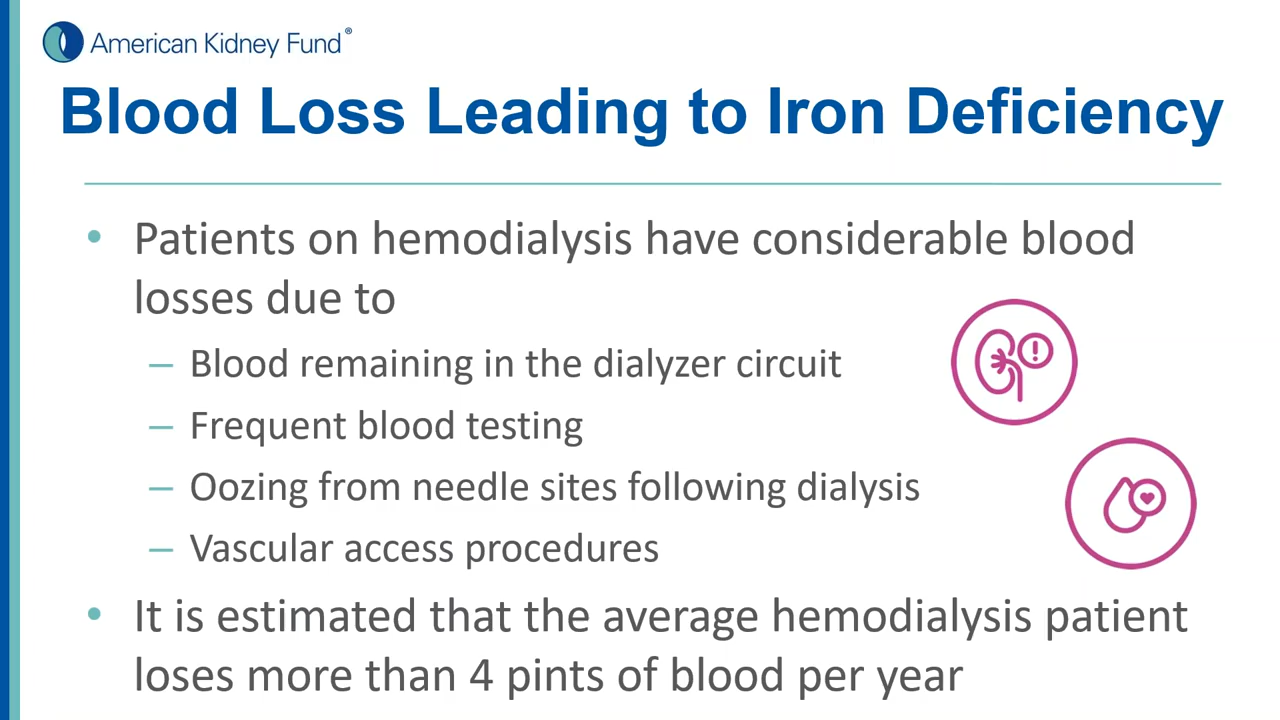 American Kidney Fund®
Blood Loss Leading to Iron Deficiency
• Patients on hemodialysis have considerable blood
losses due to
– Blood remaining in the dialyzer circuit
– Frequent blood testing
– Oozing from needle sites following dialysis
– Vascular access procedures
• It is estimated that the average hemodialysis patient
loses more than 4 pints of blood per year